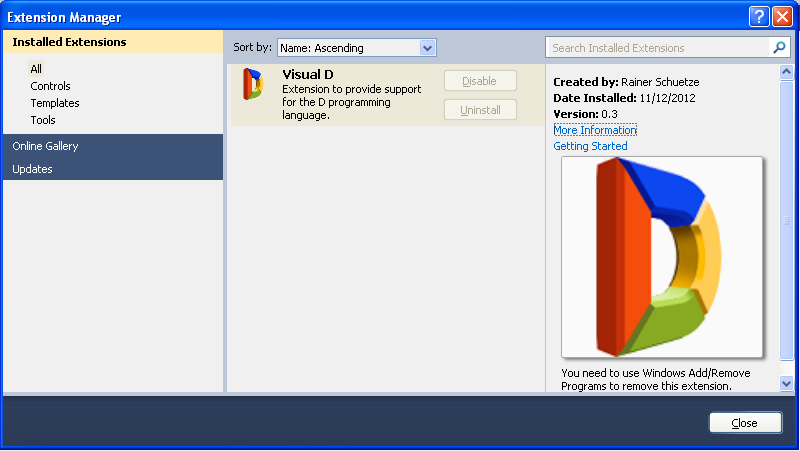 Extension Manager
Installed Extensions
All
Controls
Templates
Tools
Online Gallery
Updates
Sort by: Name: Ascending
Visual D
Extension to provide support
for the D programming
language.
Disable
Uninstall
Search Installed Extensions
Created by: Rainer Schuetze
Date Installed: 11/12/2012
Version: 0.3
More Information
Getting Started
You need to use Windows Add/Remove
Programs to remove this extension.
Close